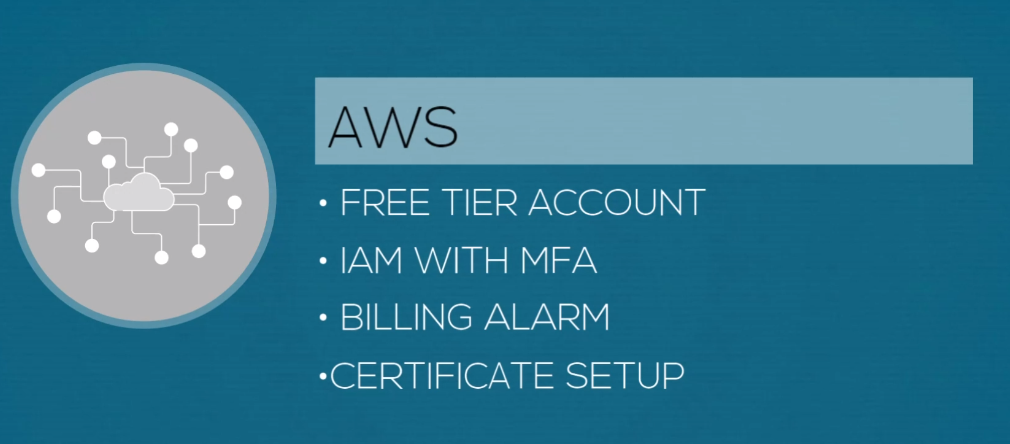 AWS
• FREE TIER ACCOUNT
• IAM WITH MFA
• BILLING ALARM
•CERTIFICATE SETUP